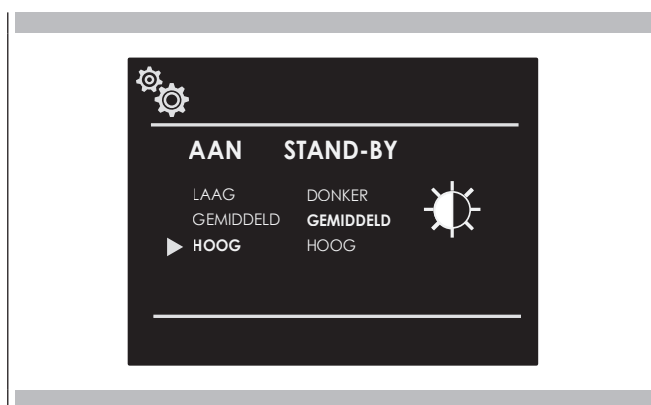 AAN STAND-BY
LAAG DONKER
GEMIDDELD GEMIDDELD
HOOG HOOG